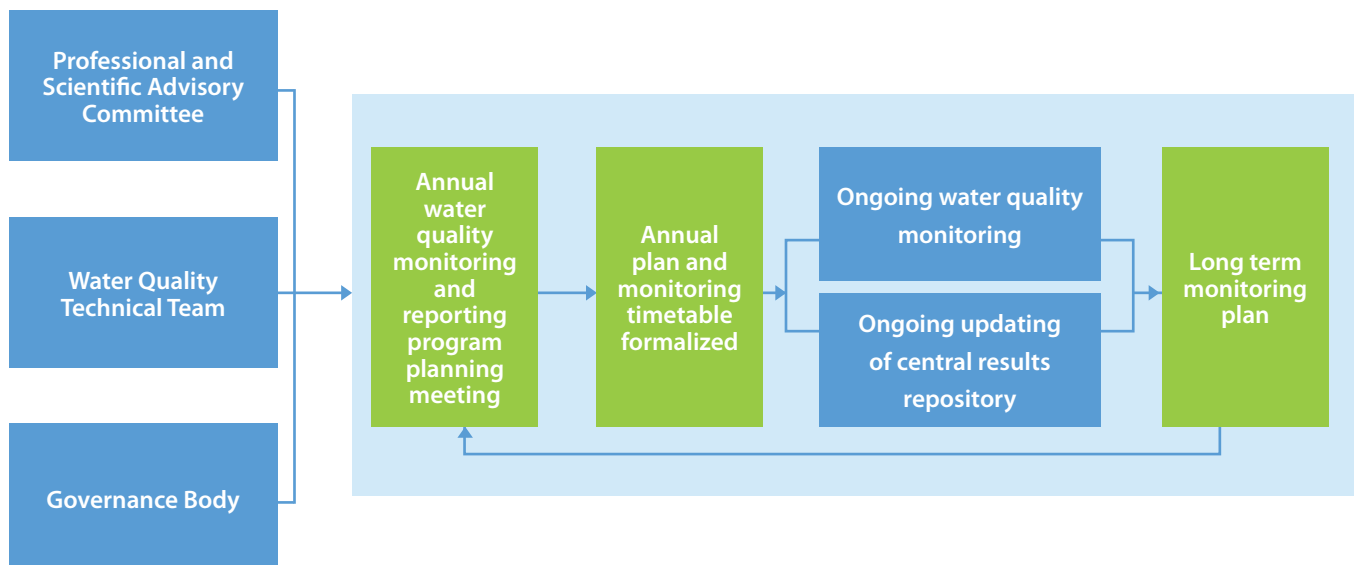 Professional and
Scientific Advisory
Committee
Water Quality
Technical Team
Governance Body
Annual
water
quality
monitoring
and
reporting
program
planning
meeting
Annual
plan and
monitoring
timetable
formalized
Ongoing water quality
monitoring
Ongoing updating
of central results
repository
Long term
monitoring
plan